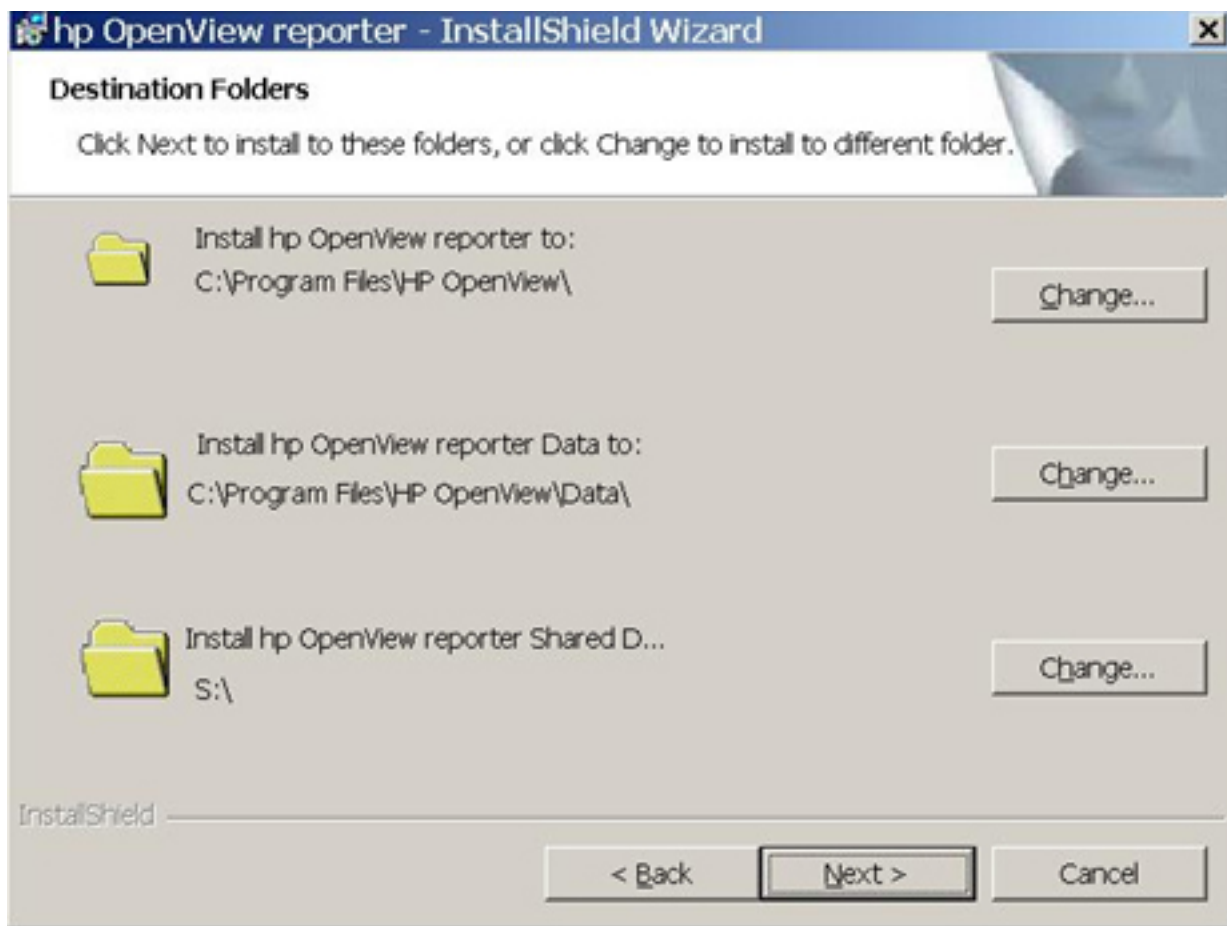 hp OpenView reporter - InstallShield Wizard
Destination Folders
Click Next to install to these folders, or click Change to install to different folder.
Install hp OpenView reporter to:
C:\Program Files\HP OpenView\
Change...
Install hp OpenView reporter Data to:
C:\Program Files\HP OpenView\Data\
Change...
Install hp OpenView reporter Shared D...
S:\
Change...
InstallShield
< Back
Next >
Cancel